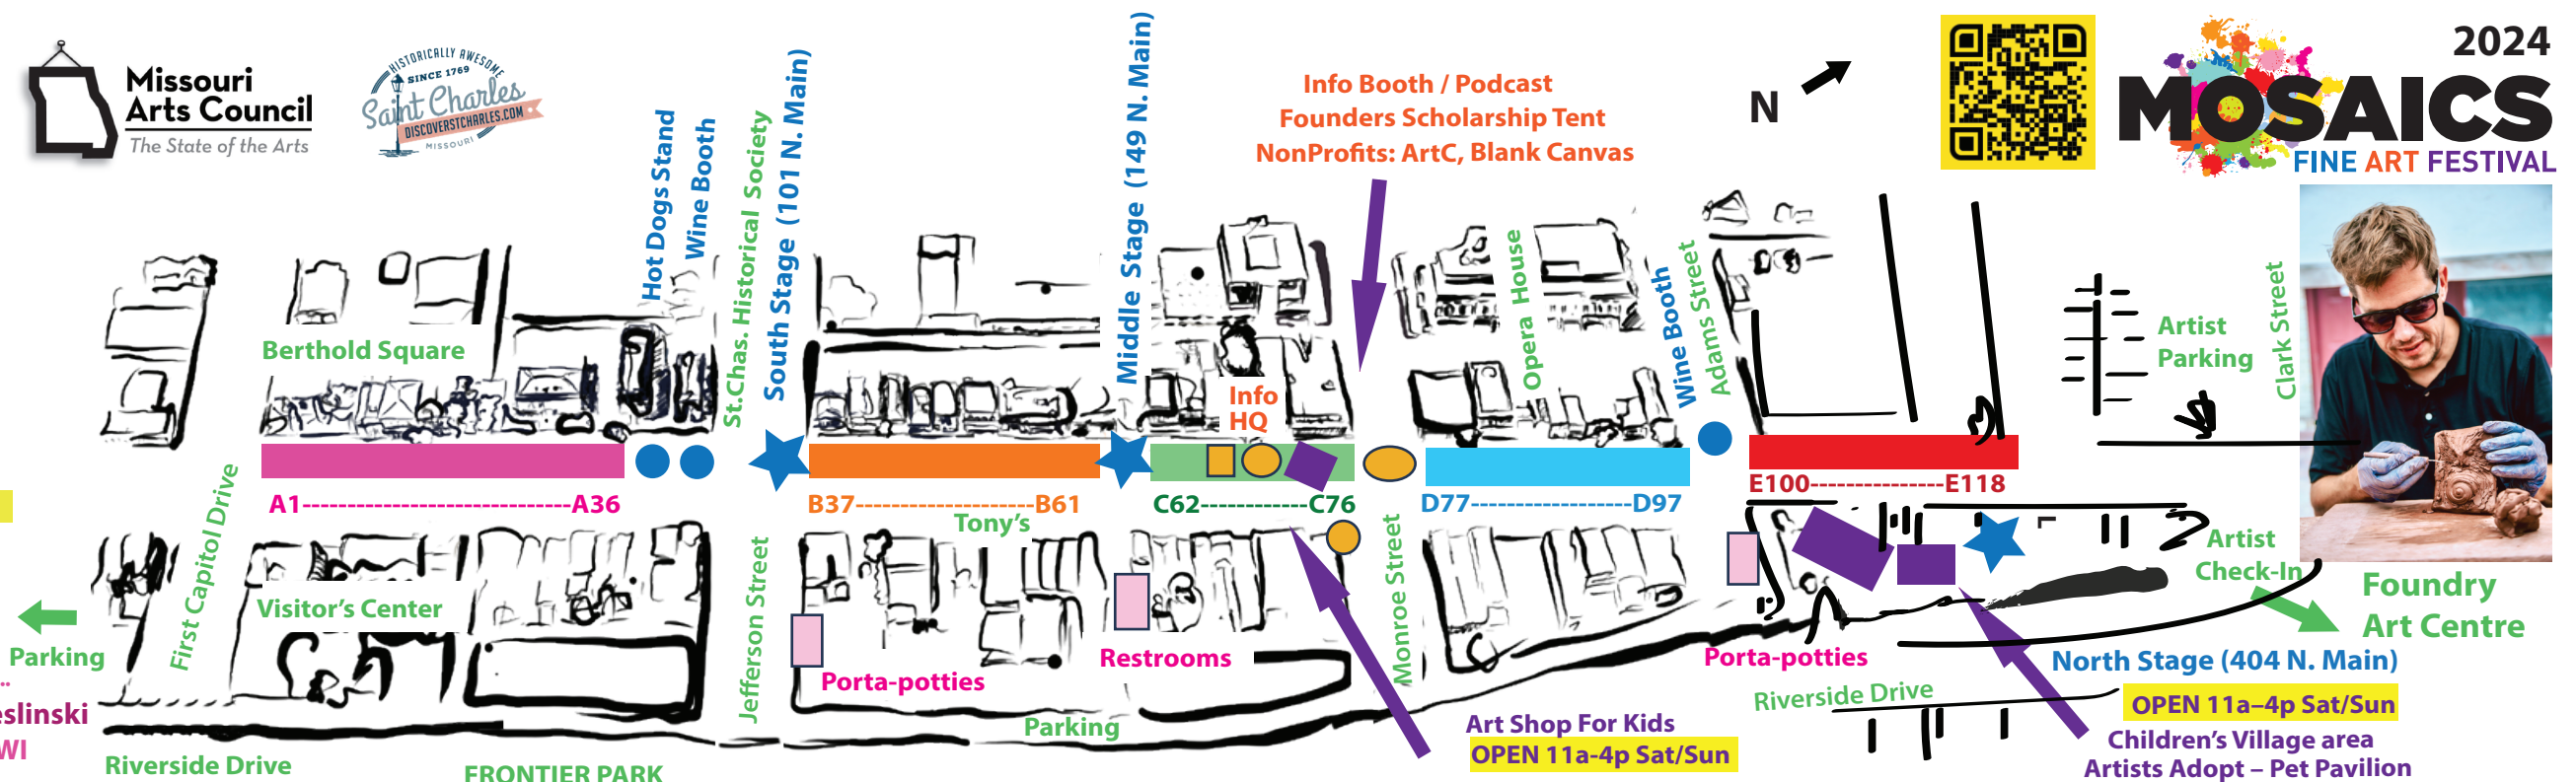 Missouri
Arts Council
The State of the Arts
HISTORICALLY AWESOME
SINCE 1769
Saint Charles
DISCOVERSTCHARLES.COM
MISSOURI
Hot Dogs Stand
Wine Booth
St.Chas. Historical Society
South Stage (101 N. Main)
Middle Stage (149 N. Main)
Info Booth / Podcast
Founders Scholarship Tent
NonProfits: ArtC, Blank Canvas
N
2024
MOSAICS
FINE ART FESTIVAL
Berthold Square
Info
HQ
Opera House
Wine Booth
Adams Street
Artist
Parking
Clark Street
A1------------------------------A36
B37--------------------B61
C62------------C76
D77------------------D97
E100---------------E118
Tony's
First Capitol Drive
Visitor's Center
Jefferson Street
Monroe Street
Artist
Check-In
Foundry
Art Centre
Parking
eslinski
WI
Porta-potties
Restrooms
Porta-potties
North Stage (404 N. Main)
Riverside Drive
OPEN 11a–4p Sat/Sun
Parking
Art Shop For Kids
OPEN 11a-4p Sat/Sun
Children's Village area
Artists Adopt – Pet Pavilion
Riverside Drive
FRONTIER PARK